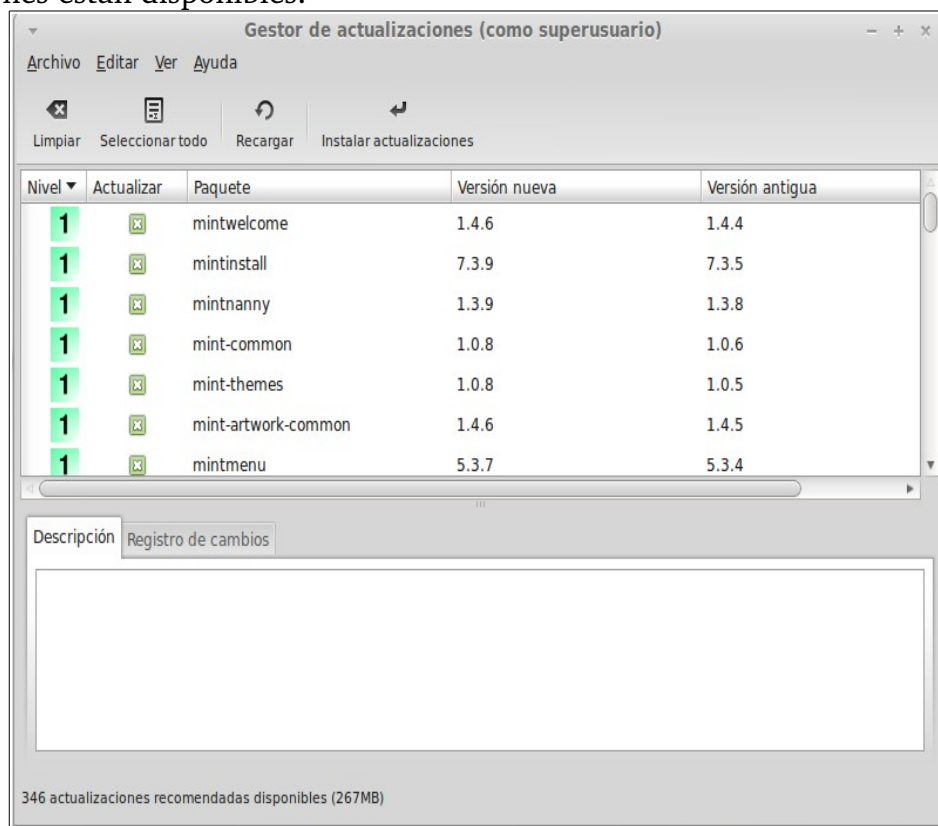 nes están disponibles.
Gestor de actualizaciones (como superusuario)
Archivo Editar Ver Ayuda
Limpiar Seleccionar todo Recargar Instalar actualizaciones
Nivel Actualizar Paquete Versión nueva Versión antigua
1 mintwelcome 1.4.6 1.4.4
1 mintinstall 7.3.9 7.3.5
1 mintnanny 1.3.9 1.3.8
1 mint-common 1.0.8 1.0.6
1 mint-themes 1.0.8 1.0.5
1 mint-artwork-common 1.4.6 1.4.5
1 mintmenu 5.3.7 5.3.4
Descripción Registro de cambios
346 actualizaciones recomendadas disponibles (267MB)